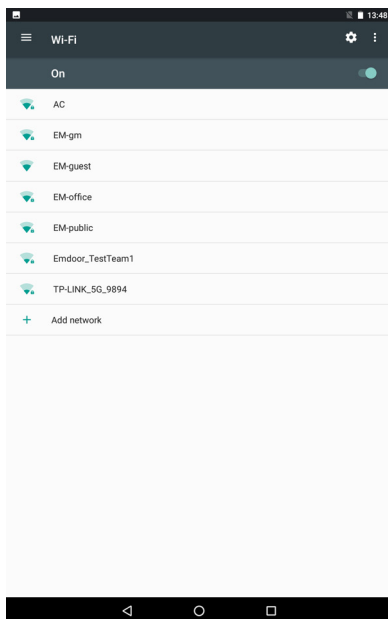 13:48
Wi-Fi
On
AC
EM-gm
EM-guest
EM-office
EM-public
Emdoor_TestTeam1
TP-LINK_5G_9894
Add network